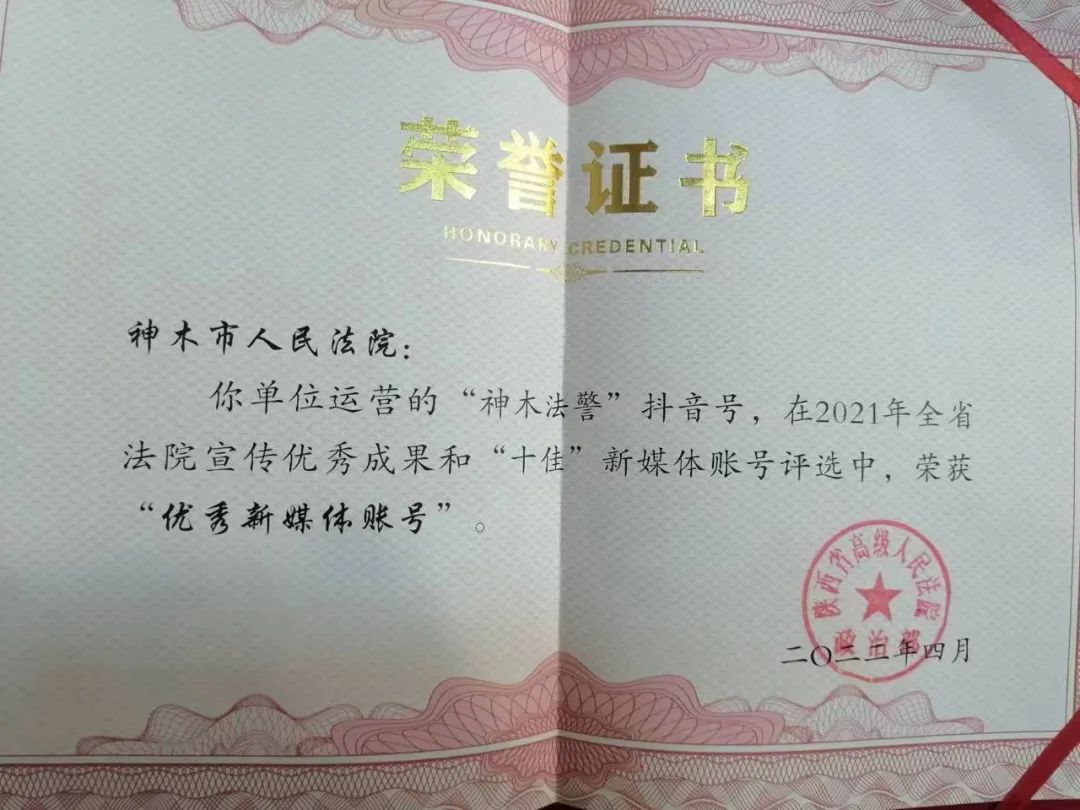 荣誉证书
HONORARY CREDENTIAL
神木市人民法院：
你单位运营的“神木法警”抖音号，在2021年全省
法院宣传优秀成果和“十佳”新媒体账号评选中，荣获
“优秀新媒体账号”。
陕西省高级人民法院
政治部
二〇二二年四月